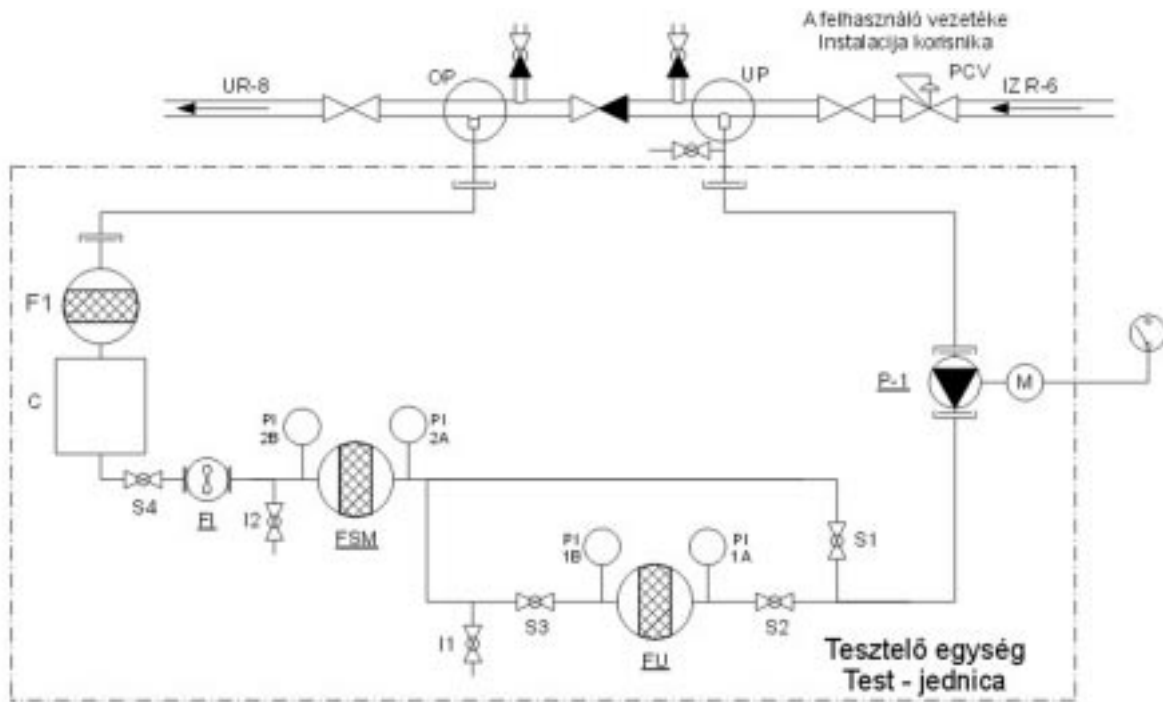 A felhasználó vezetéke
Instalacija korisnika
OP
UP
PCV
UR-8
IZ R-6
F1
P-1
M
C
PI
2B
PI
2A
S4
FI
I2
FSM
S1
PI
1B
PI
1A
S3
S2
I1
FU
Tesztelő egység
Test - jednica